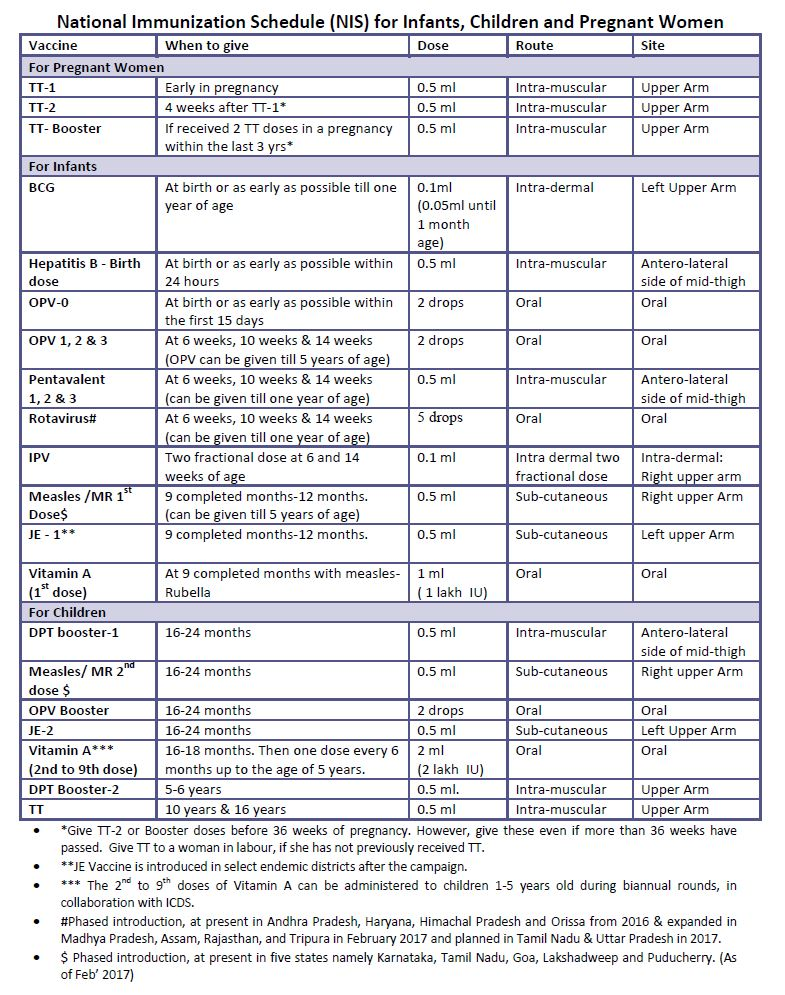 National Immunization Schedule (NIS) for Infants, Children and Pregnant Women
Vaccine When to give Dose Route Site
For Pregnant Women
TT-1 Early in pregnancy 0.5 ml Intra-muscular Upper Arm
TT-2 4 weeks after TT-1* 0.5 ml Intra-muscular Upper Arm
TT- Booster If received 2 TT doses in a pregnancy 0.5 ml Intra-muscular Upper Arm
within the last 3 yrs*
For Infants
BCG At birth or as early as possible till one 0.1ml Intra-dermal Left Upper Arm
year of age (0.05ml until
1 month
age)
Hepatitis B - Birth At birth or as early as possible within 0.5 ml Intra-muscular Antero-lateral
dose 24 hours side of mid-thigh
OPV-0 At birth or as early as possible within 2 drops Oral Oral
the first 15 days
OPV 1, 2 & 3 At 6 weeks, 10 weeks & 14 weeks 2 drops Oral Oral
(OPV can be given till 5 years of age)
Pentavalent At 6 weeks, 10 weeks & 14 weeks 0.5 ml Intra-muscular Antero-lateral
1, 2 & 3 (can be given till one year of age) side of mid-thigh
Rotavirus# At 6 weeks, 10 weeks & 14 weeks 5 drops Oral Oral
(can be given till one year of age)
IPV Two fractional dose at 6 and 14 0.1 ml Intra dermal two Intra-dermal:
weeks of age fractional dose Right upper arm
Measles /MR 1st 9 completed months-12 months. 0.5 ml Sub-cutaneous Right upper Arm
Dose$ (can be given till 5 years of age)
JE - 1** 9 completed months-12 months. 0.5 ml Sub-cutaneous Left upper Arm
Vitamin A At 9 completed months with measles- 1 ml Oral Oral
(1st dose) Rubella ( 1 lakh IU)
For Children
DPT booster-1 16-24 months 0.5 ml Intra-muscular Antero-lateral
side of mid-thigh
Measles/ MR 2nd 16-24 months 0.5 ml Sub-cutaneous Right upper Arm
dose $
OPV Booster 16-24 months 2 drops Oral Oral
JE-2 16-24 months 0.5 ml Sub-cutaneous Left Upper Arm
Vitamin A*** 16-18 months. Then one dose every 6 2 ml Oral Oral
(2nd to 9th dose) months up to the age of 5 years. (2 lakh IU)
DPT Booster-2 5-6 years 0.5 ml. Intra-muscular Upper Arm
TT 10 years & 16 years 0.5 ml Intra-muscular Upper Arm
• *Give TT-2 or Booster doses before 36 weeks of pregnancy. However, give these even if more than 36 weeks have
passed. Give TT to a woman in labour, if she has not previously received TT.
• **JE Vaccine is introduced in select endemic districts after the campaign.
• *** The 2nd to 9th doses of Vitamin A can be administered to children 1-5 years old during biannual rounds, in
collaboration with ICDS.
• #Phased introduction, at present in Andhra Pradesh, Haryana, Himachal Pradesh and Orissa from 2016 & expanded in
Madhya Pradesh, Assam, Rajasthan, and Tripura in February 2017 and planned in Tamil Nadu & Uttar Pradesh in 2017.
• $ Phased introduction, at present in five states namely Karnataka, Tamil Nadu, Goa, Lakshadweep and Puducherry. (As
of Feb’ 2017)